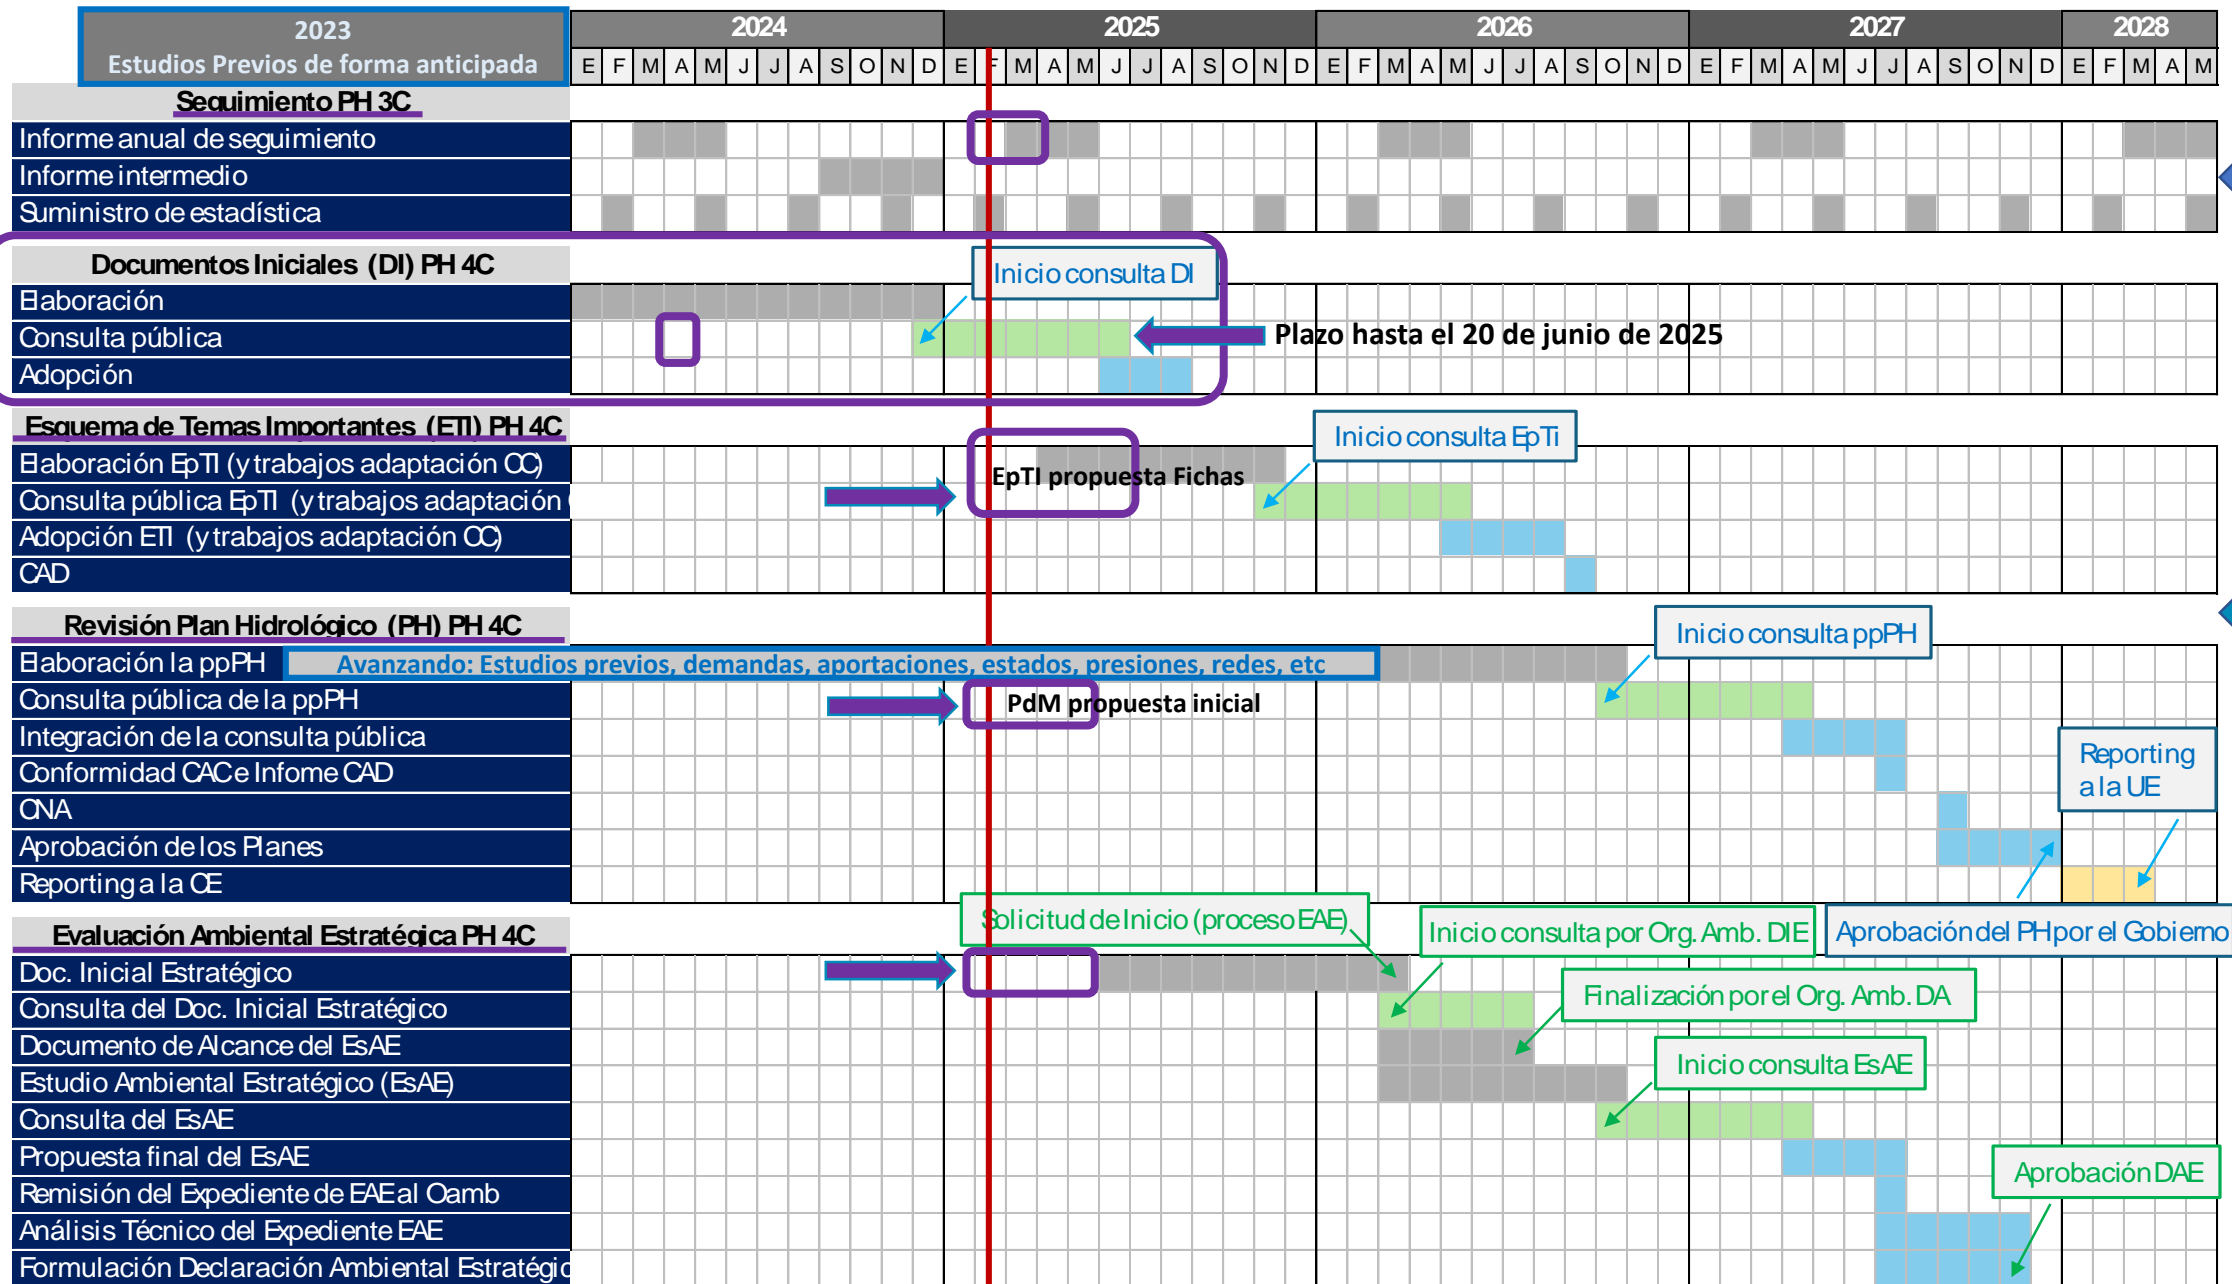 2023
Estudios Previos de forma anticipada
2024 2025 2026 2027 2028
E F M A M J J A S O N D E F M A M J J A S O N D E F M A M J J A S O N D E F M A M J J A S O N D E F M A M
Seguimiento PH 3C
Informe anual de seguimiento
Informe intermedio
Suministro de estadística
Documentos Iniciales (DI) PH 4C
Inicio consulta DI
Elaboración
Consulta pública
Plazo hasta el 20 de junio de 2025
Adopción
Esquema de Temas Importantes (ETI) PH 4C
Inicio consulta EpTi
Elaboración EpTI (y trabajos adaptación OC)
EpTI propuesta Fichas
Consulta pública EpTI (y trabajos adaptación
Adopción ETI (y trabajos adaptación OC)
CAD
Revisión Plan Hidrológico (PH) PH 4C
Inicio consulta ppPH
Elaboración la ppPH
Avanzando: Estudios previos, demandas, aportaciones, estados, presiones, redes, etc
Consulta pública de la ppPH
PdM propuesta inicial
Integración de la consulta pública
Conformidad CAC e Infome CAD
Reporting
a la UE
CNA
Aprobación de los Planes
Reporting a la CE
Solicitud de Inicio (proceso EAE)
Inicio consulta por Org. Amb. DIE
Aprobación del PH por el Gobierno
Evaluación Ambiental Estratégica PH 4C
Doc. Inicial Estratégico
Consulta del Doc. Inicial Estratégico
Finalización por el Org. Amb. DA
Documento de Alcance del EsAE
Inicio consulta EsAE
Estudio Ambiental Estratégico (EsAE)
Consulta del EsAE
Propuesta final del EsAE
Aprobación DAE
Remisión del Expediente de EAE al Oamb
Análisis Técnico del Expediente EAE
Formulación Declaración Ambiental Estratégic